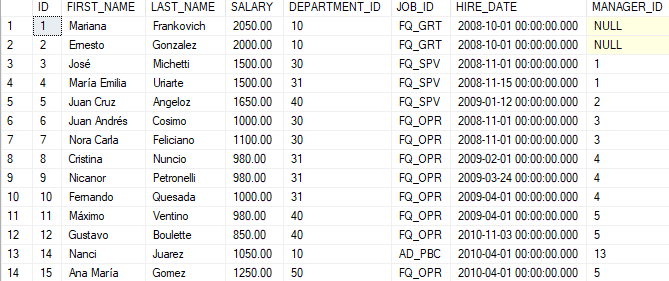 ID FIRST_NAME LAST_NAME SALARY DEPARTMENT_ID JOB_ID HIRE_DATE MANAGER_ID
1 1 Mariana Frankovich 2050.00 10 FQ_GRT 2008-10-01 00:00:00.000 NULL
2 2 Ernesto Gonzalez 2000.00 10 FQ_GRT 2008-10-01 00:00:00.000 NULL
3 3 José Michetti 1500.00 30 FQ_SPV 2008-11-01 00:00:00.000 1
4 4 María Emilia Uriarte 1500.00 31 FQ_SPV 2008-11-15 00:00:00.000 1
5 5 Juan Cruz Angeloz 1650.00 40 FQ_SPV 2009-01-12 00:00:00.000 2
6 6 Juan Andrés Cosimo 1000.00 30 FQ_OPR 2008-11-01 00:00:00.000 3
7 7 Nora Carla Feliciano 1100.00 30 FQ_OPR 2008-11-01 00:00:00.000 3
8 8 Cristina Nuncio 980.00 31 FQ_OPR 2009-02-01 00:00:00.000 4
9 9 Nicanor Petronelli 980.00 31 FQ_OPR 2009-03-24 00:00:00.000 4
10 10 Fernando Quesada 1000.00 31 FQ_OPR 2009-04-01 00:00:00.000 4
11 11 Máximo Ventino 980.00 40 FQ_OPR 2009-04-01 00:00:00.000 5
12 12 Gustavo Boulette 850.00 40 FQ_OPR 2010-11-03 00:00:00.000 5
13 14 Nanci Juarez 1050.00 10 AD_PBC 2010-04-01 00:00:00.000 13
14 15 Ana María Gomez 1250.00 50 FQ_OPR 2010-04-01 00:00:00.000 5